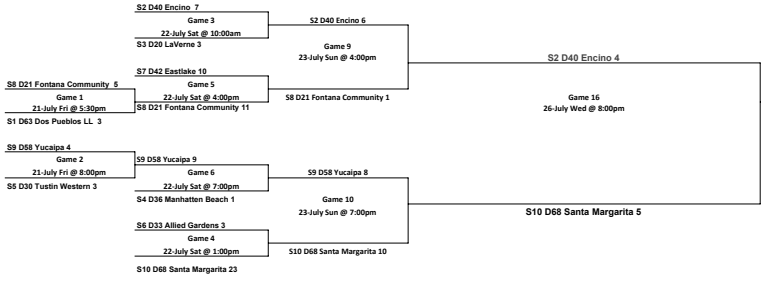 S2 D40 Encino 7
Game 3
22-July Sat @ 10:00am
S3 D20 LaVerne 3
S2 D40 Encino 6
Game 9
23-July Sun @ 4:00pm
S7 D42 Eastlake 10
Game 5
22-July Sat @ 4:00pm
S8 D21 Fontana Community 11
S8 D21 Fontana Community 1
S8 D21 Fontana Community 5
Game 1
21-July Fri @ 5:30pm
S1 D63 Dos Pueblos LL 3
S2 D40 Encino 4
Game 16
26-July Wed @ 8:00pm
S9 D58 Yucaipa 4
Game 2
21-July Fri @ 8:00pm
S5 D30 Tustin Western 3
S9 D58 Yucaipa 9
Game 6
22-July Sat @ 7:00pm
S4 D36 Manhatten Beach 1
S9 D58 Yucaipa 8
Game 10
23-July Sun @ 7:00pm
S6 D33 Allied Gardens 3
Game 4
22-July Sat @ 1:00pm
S10 D68 Santa Margarita 23
S10 D68 Santa Margarita 10
S10 D68 Santa Margarita 5